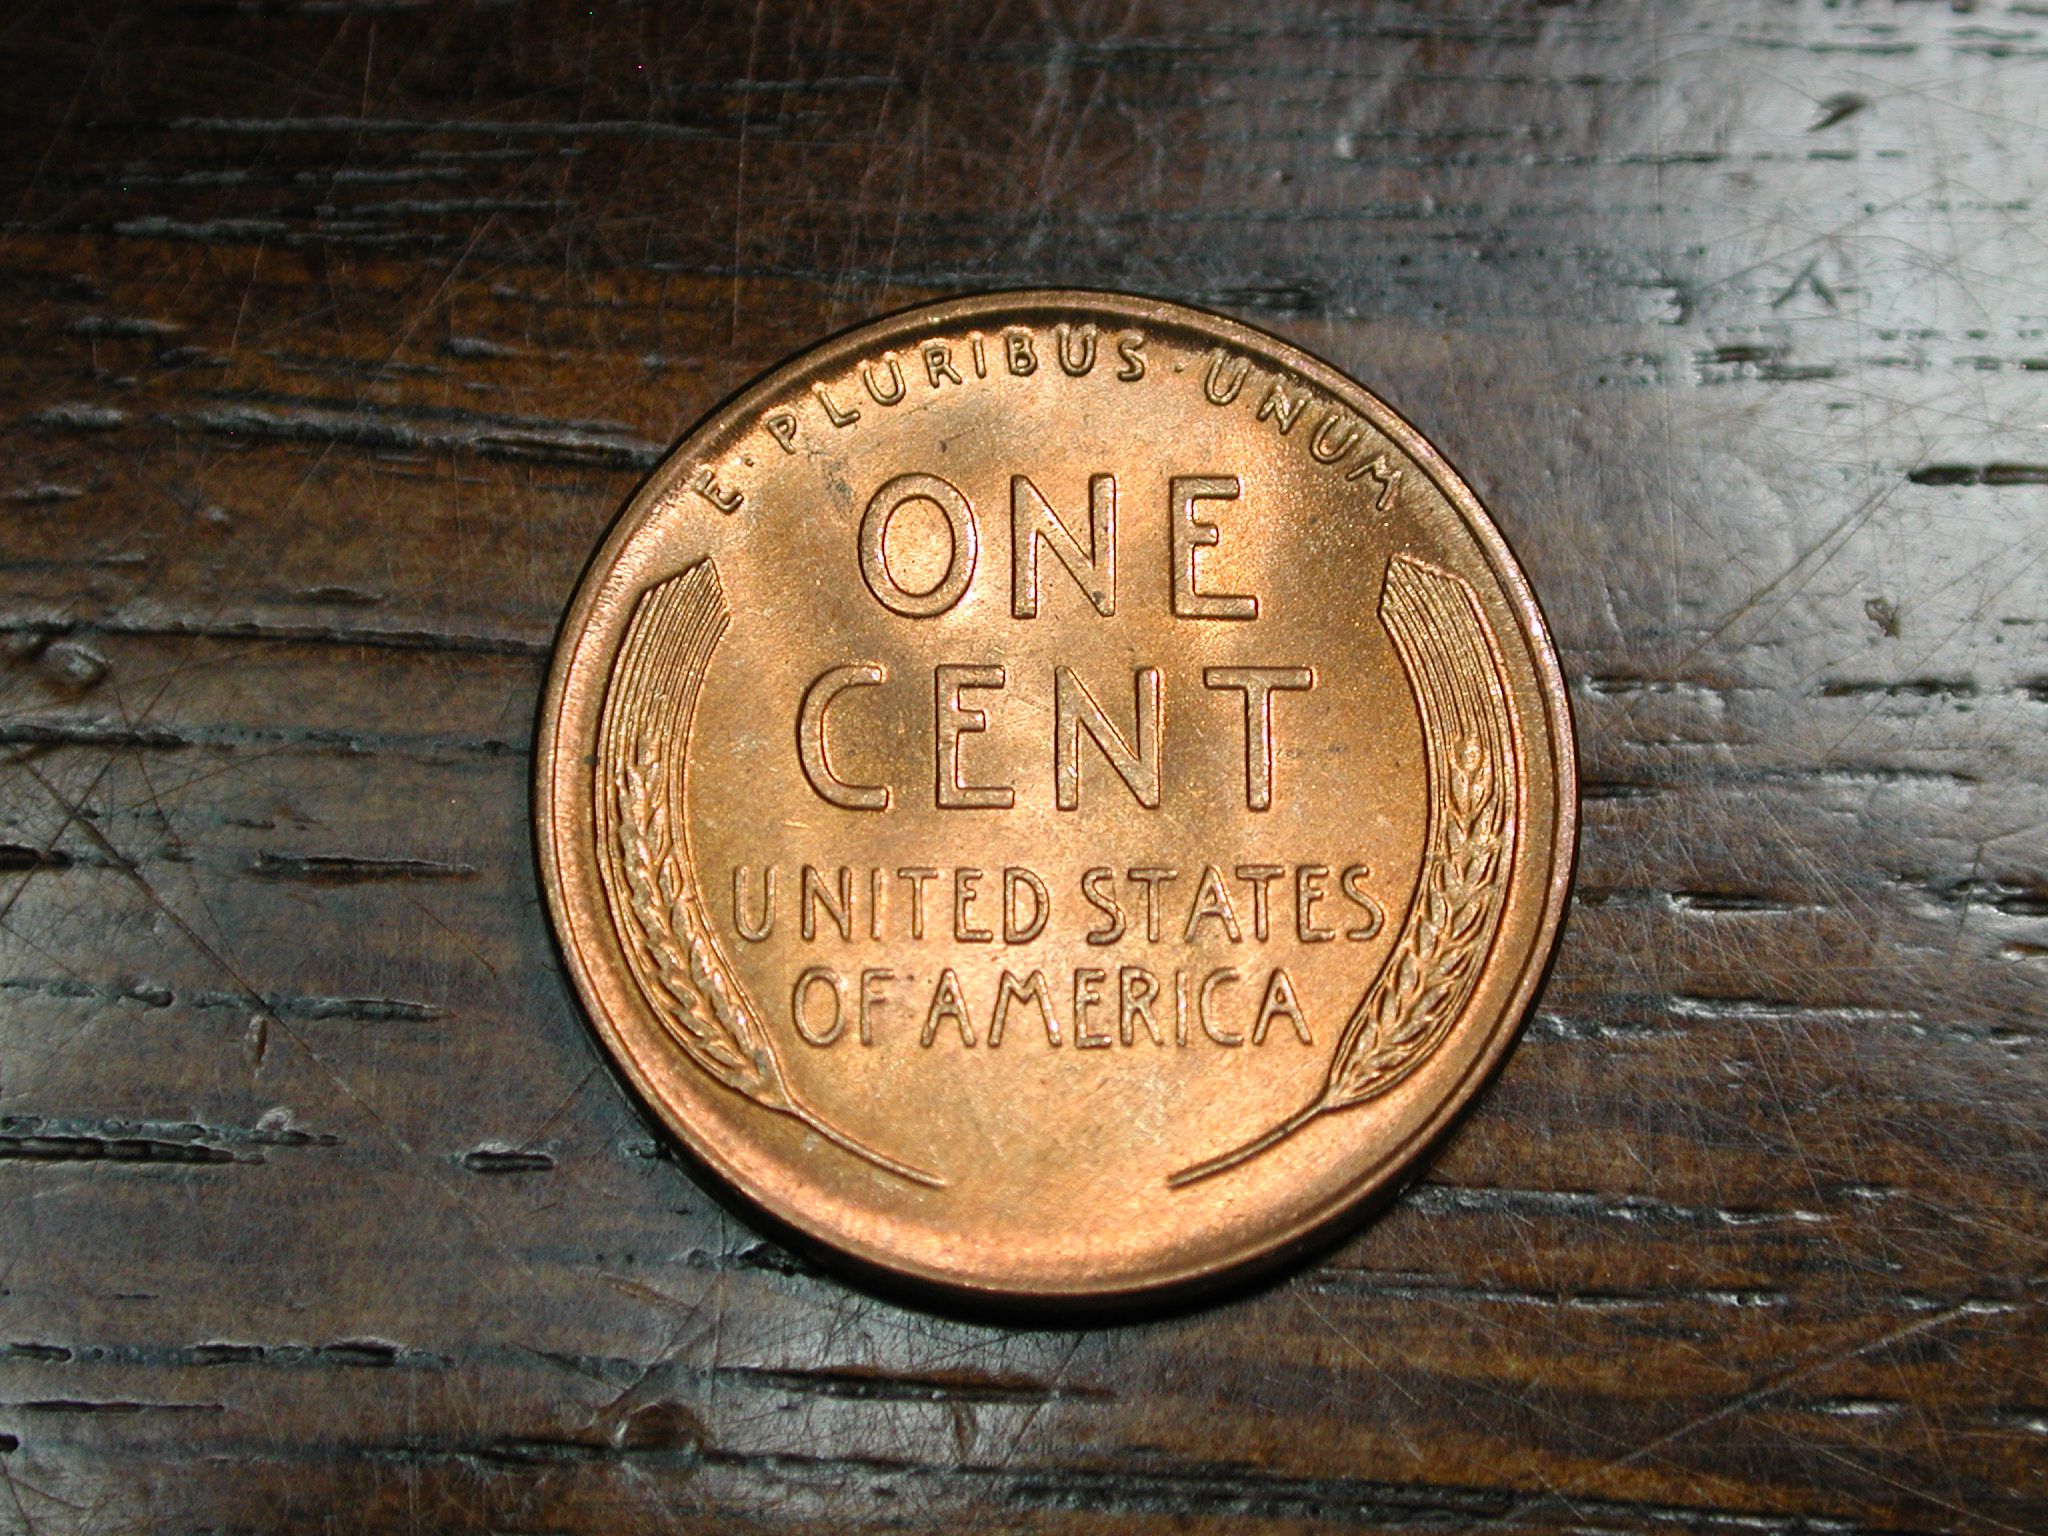 E · PLURIBUS · UNUM
ONE
CENT
UNITED STATES
OF AMERICA